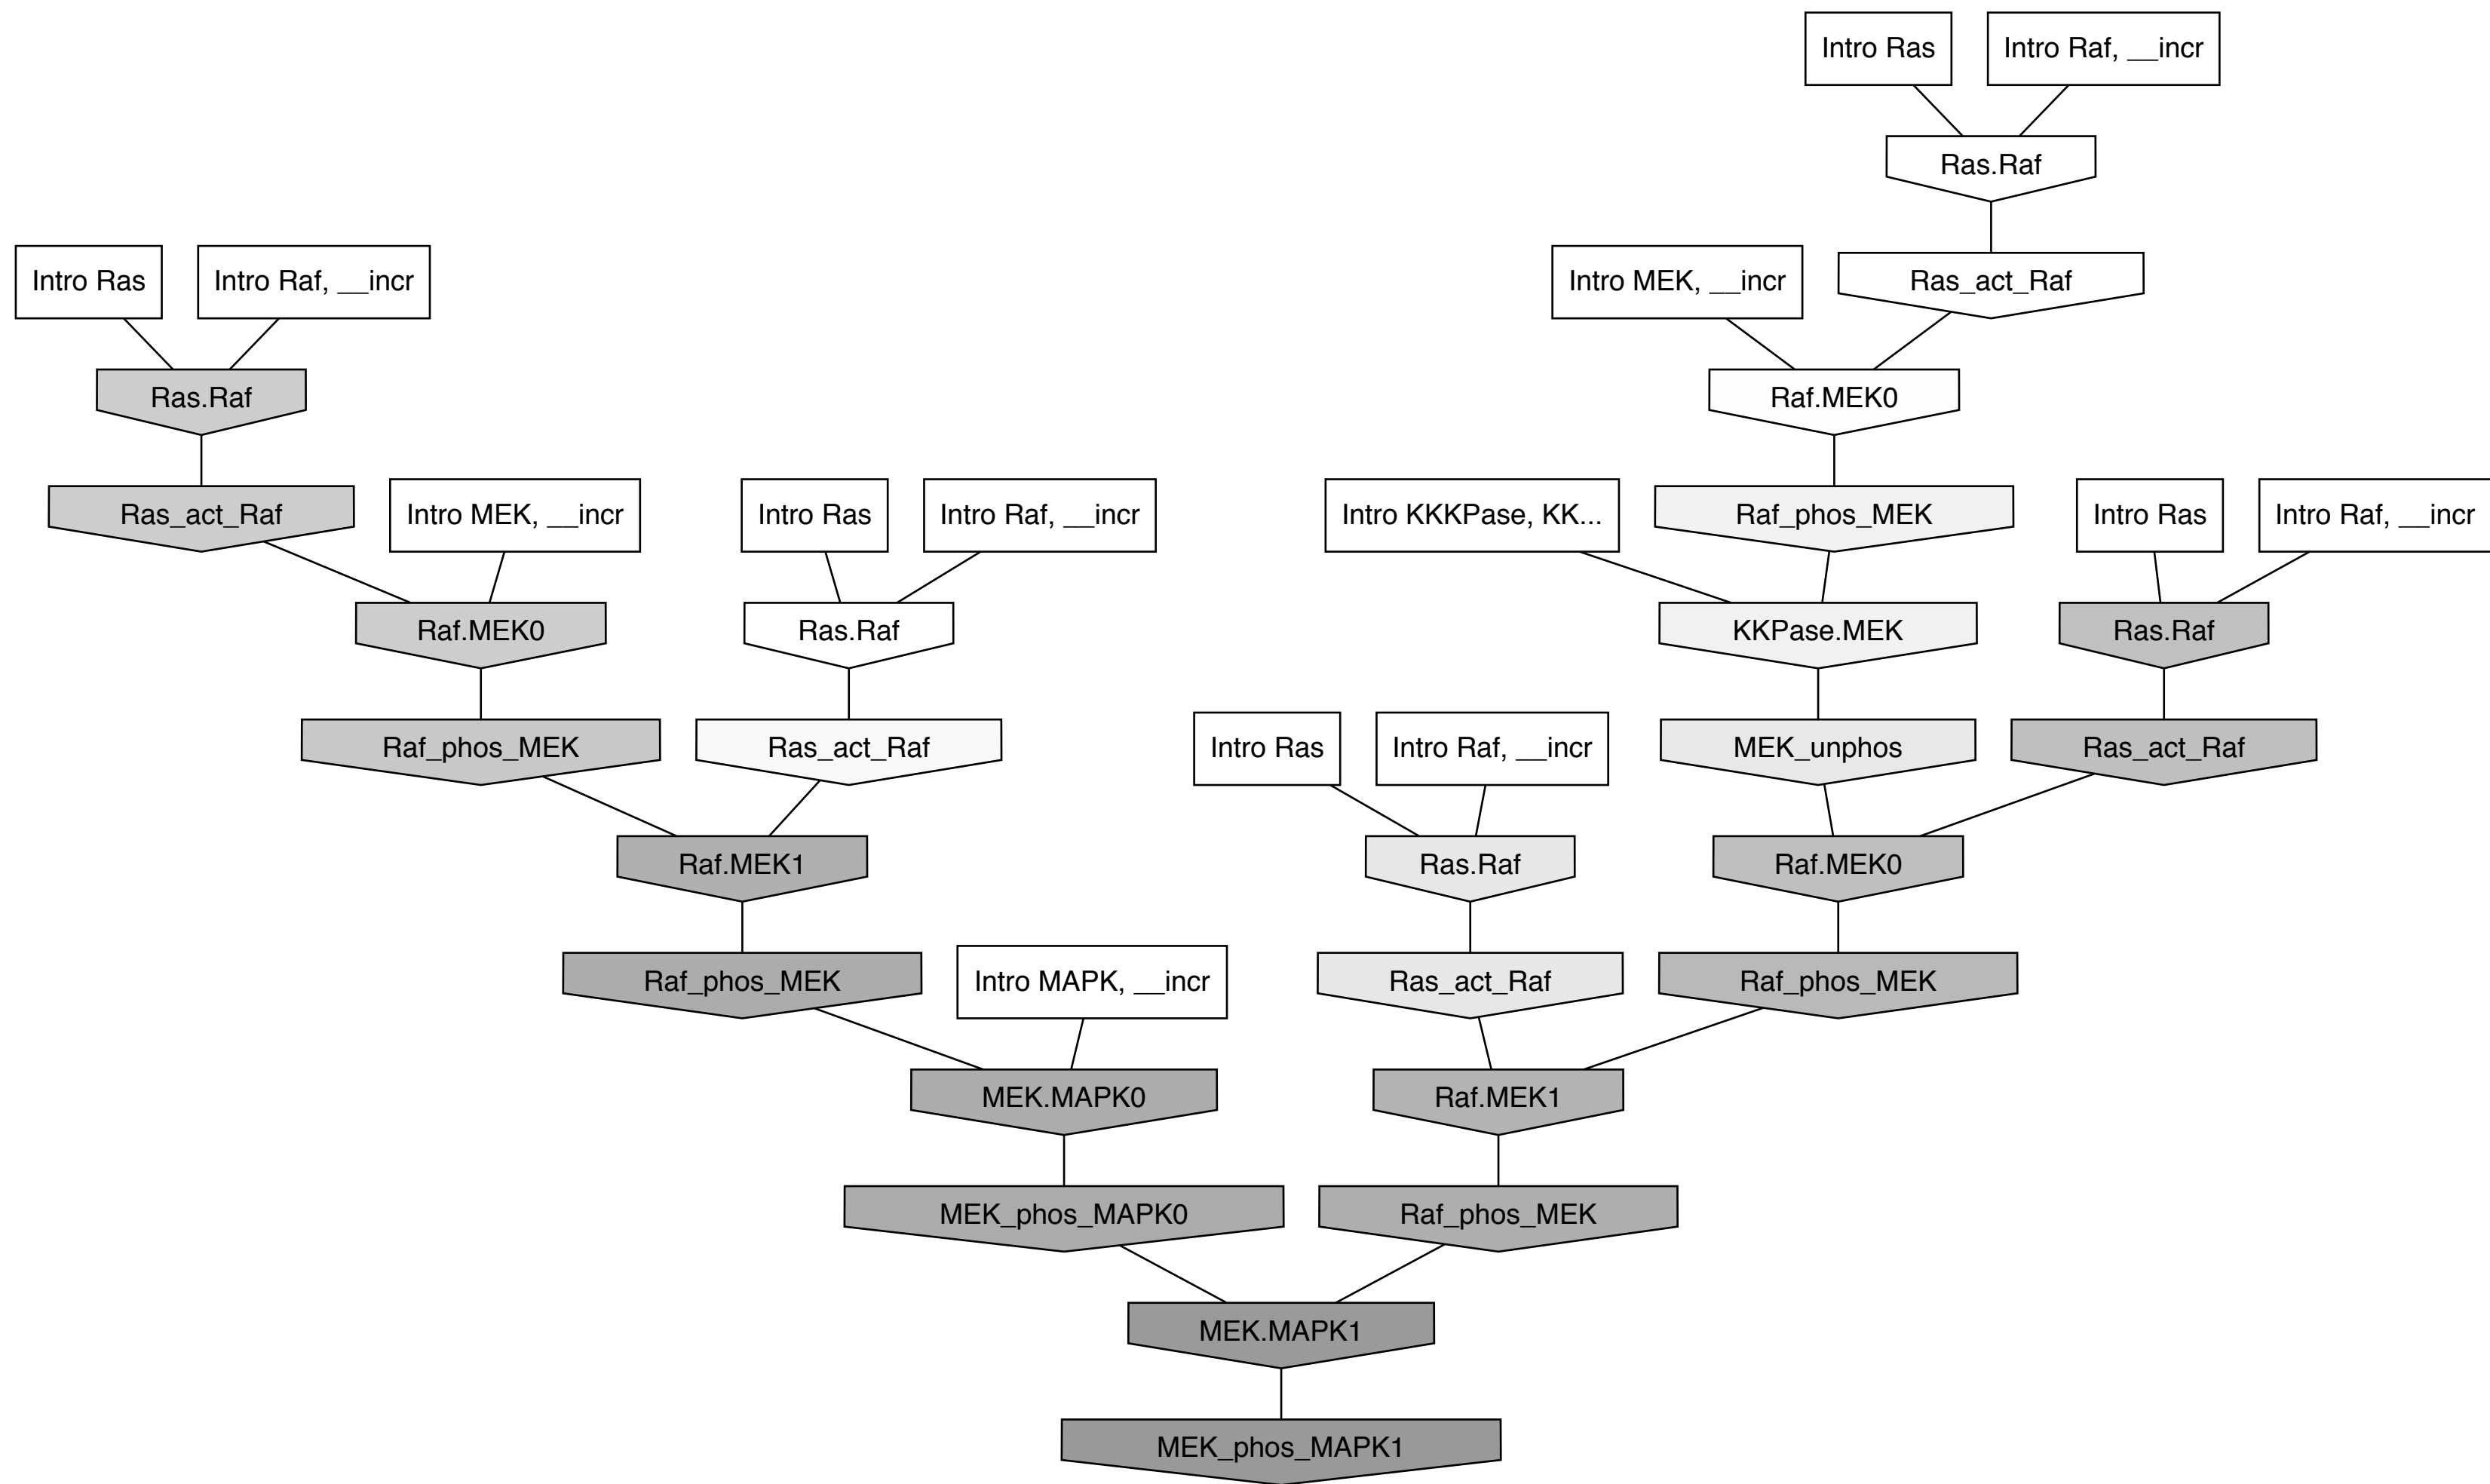 Intro Ras
Intro Raf, __incr
Ras.Raf
Intro Ras
Intro Raf, __incr
Intro MEK, __incr
Ras_act_Raf
Ras.Raf
Raf.MEK0
Ras_act_Raf
Intro MEK, __incr
Intro Ras
Intro Raf, __incr
Intro KKKPase, KK...
Raf_phos_MEK
Intro Ras
Intro Raf, __incr
Raf.MEK0
Ras.Raf
KKPase.MEK
Ras.Raf
Raf_phos_MEK
Ras_act_Raf
Intro Ras
Intro Raf, __incr
MEK_unphos
Ras_act_Raf
Raf.MEK1
Ras.Raf
Raf.MEK0
Raf_phos_MEK
Intro MAPK, __incr
Ras_act_Raf
Raf_phos_MEK
MEK.MAPK0
Raf.MEK1
MEK_phos_MAPK0
Raf_phos_MEK
MEK.MAPK1
MEK_phos_MAPK1